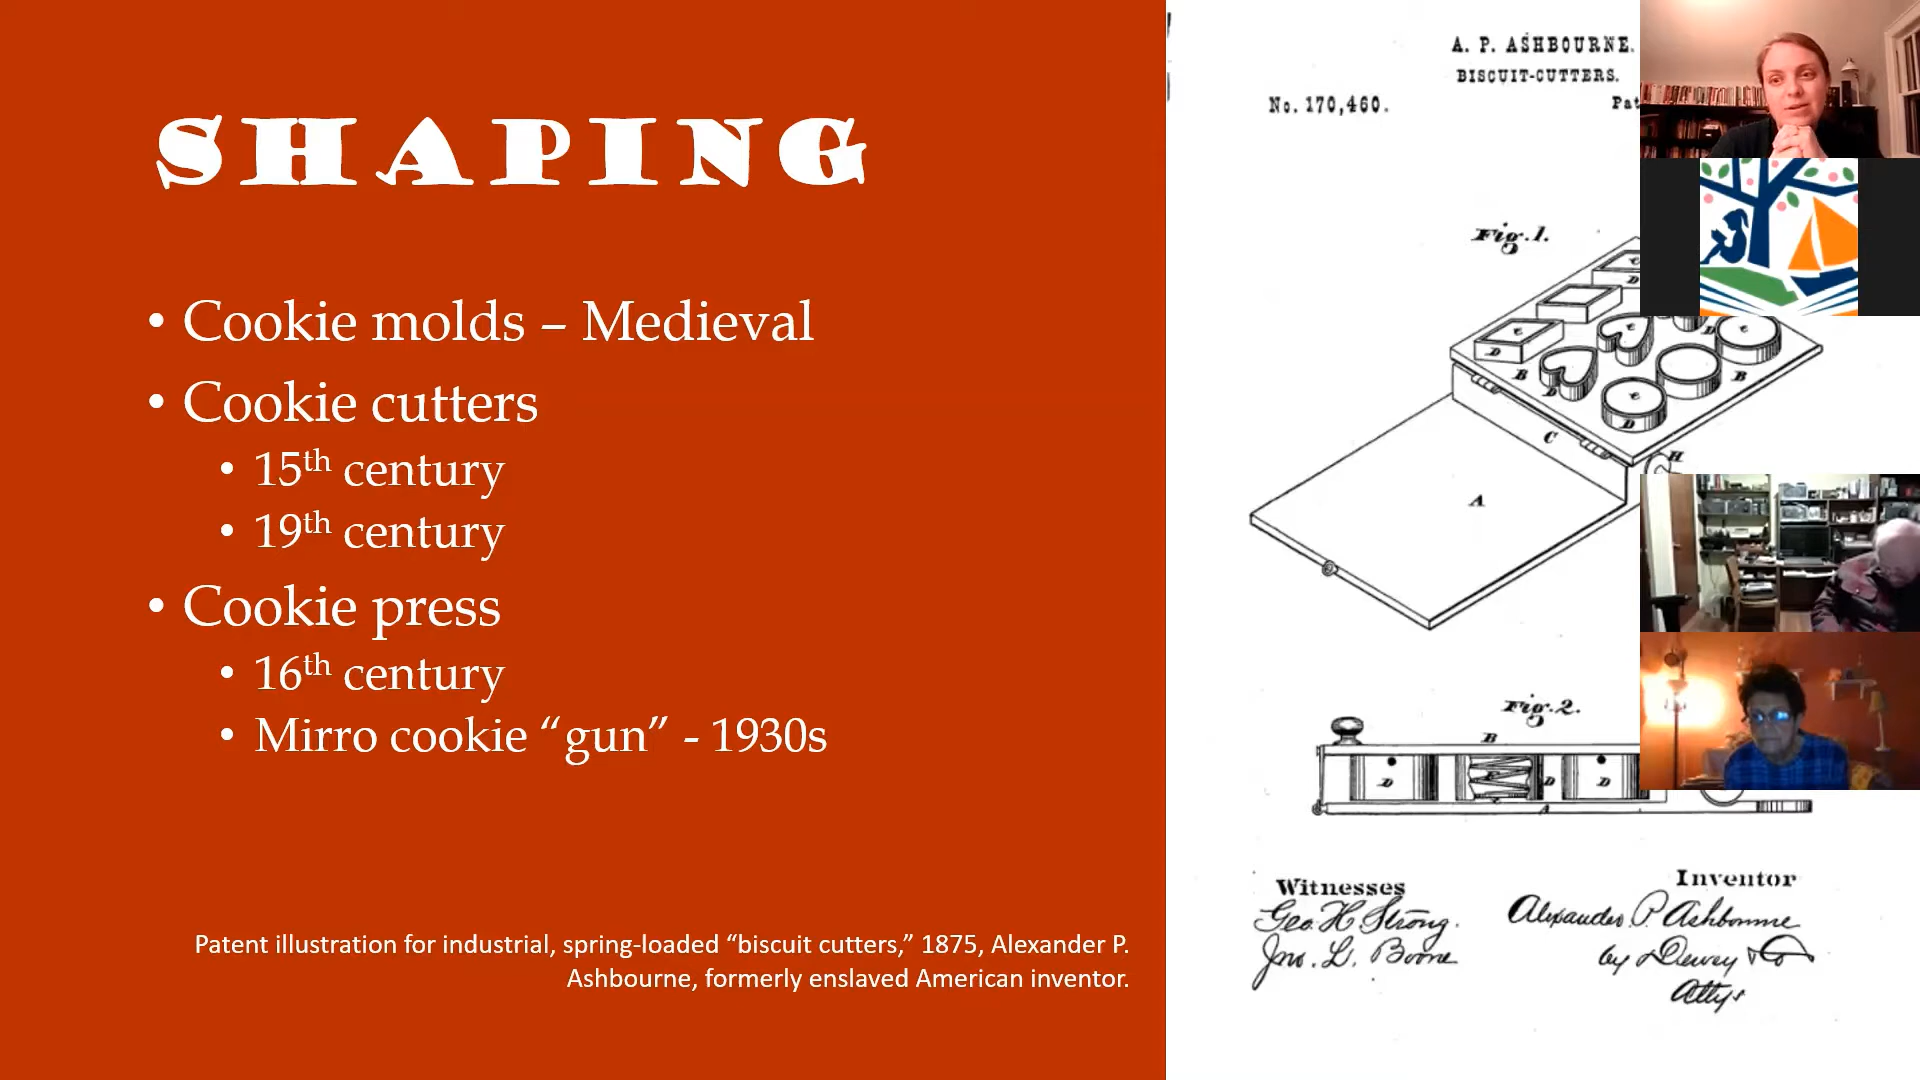 SHAPING
• Cookie molds – Medieval
• Cookie cutters
• 15th century
• 19th century
• Cookie press
• 16th century
• Mirro cookie “gun” - 1930s
Patent illustration for industrial, spring-loaded “biscuit cutters,” 1875, Alexander P.
Ashbourne, formerly enslaved American inventor.
A. P. ASHBOURNE.
BISCUIT-CUTTERS.
No. 170,460.
Fig. 1.
E
D
E
D
E
D
E
D
B
D
E
D
B
C
H
A
Fig. 2.
B
D
D
D
A
Witnesses
Geo. H. Strong.
Jno. L. Boone
Inventor
Alexander P. Ashbourne
by Dewey & Co
Attys